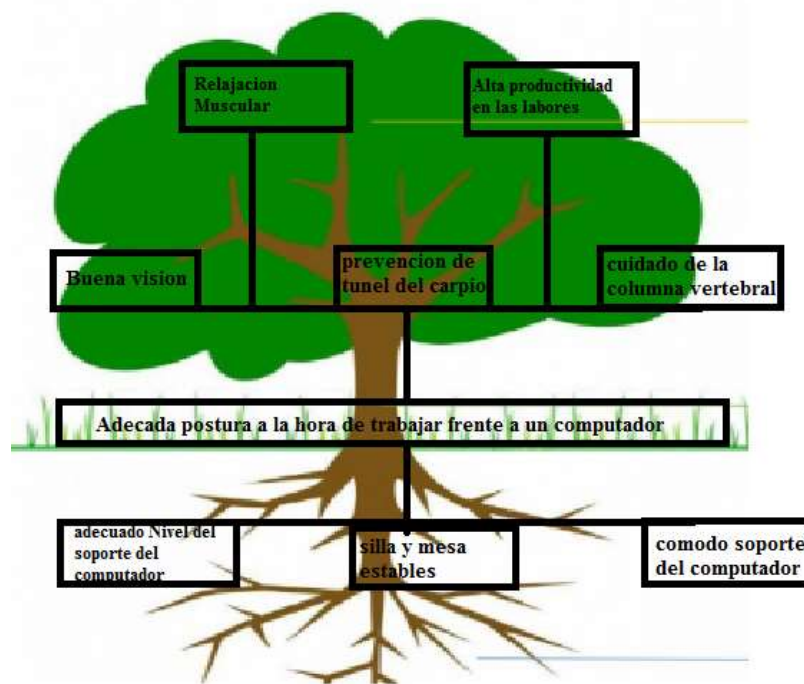 Relajacion
Muscular
Alta productividad
en las labores
Buena vision
prevencion de
tunel del carpio
cuidado de la
columna vertebral
Adecada postura a la hora de trabajar frente a un computador
adecuado Nivel del
soporte del
computador
silla y mesa
estables
comodo soporte
del computador